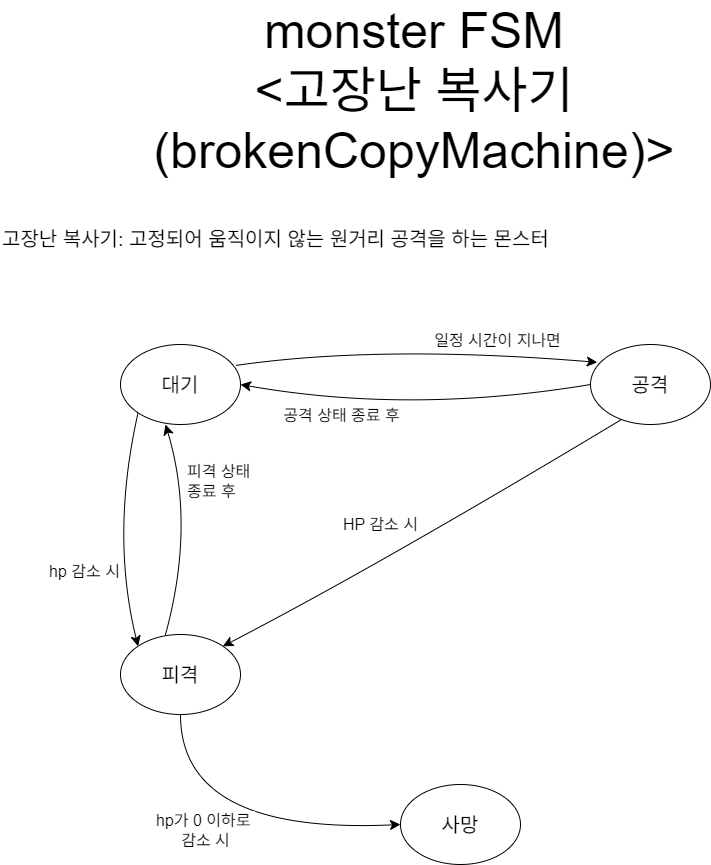 monster FSM
<고장난 복사기
(brokenCopyMachine)>
고장난 복사기: 고정되어 움직이지 않는 원거리 공격을 하는 몬스터
일정 시간이 지나면
대기
공격
공격 상태 종료 후
피격 상태
종료 후
HP 감소 시
hp 감소 시
피격
hp가 0 이하로
감소 시
사망